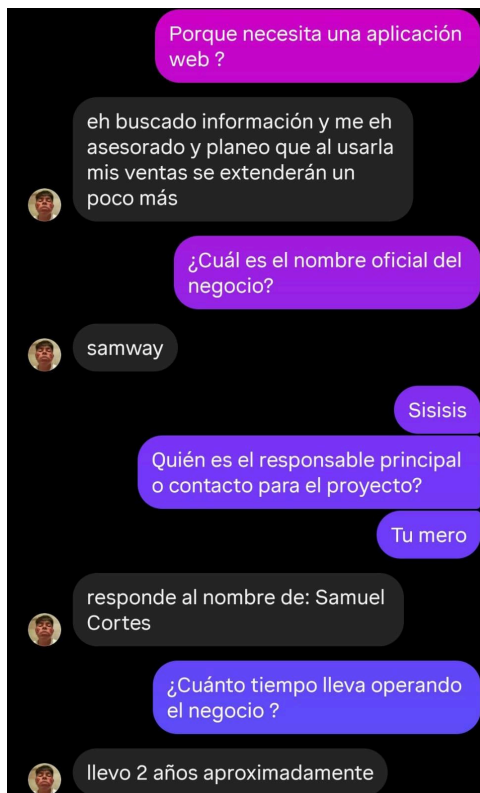 Porque necesita una aplicación
web ?
eh buscado información y me eh
asesorado y planeo que al usarla
mis ventas se extenderán un
poco más
¿Cuál es el nombre oficial del
negocio?
samway
Sisisis
Quién es el responsable principal
o contacto para el proyecto?
Tu mero
responde al nombre de: Samuel
Cortes
¿Cuánto tiempo lleva operando
el negocio ?
llevo 2 años aproximadamente